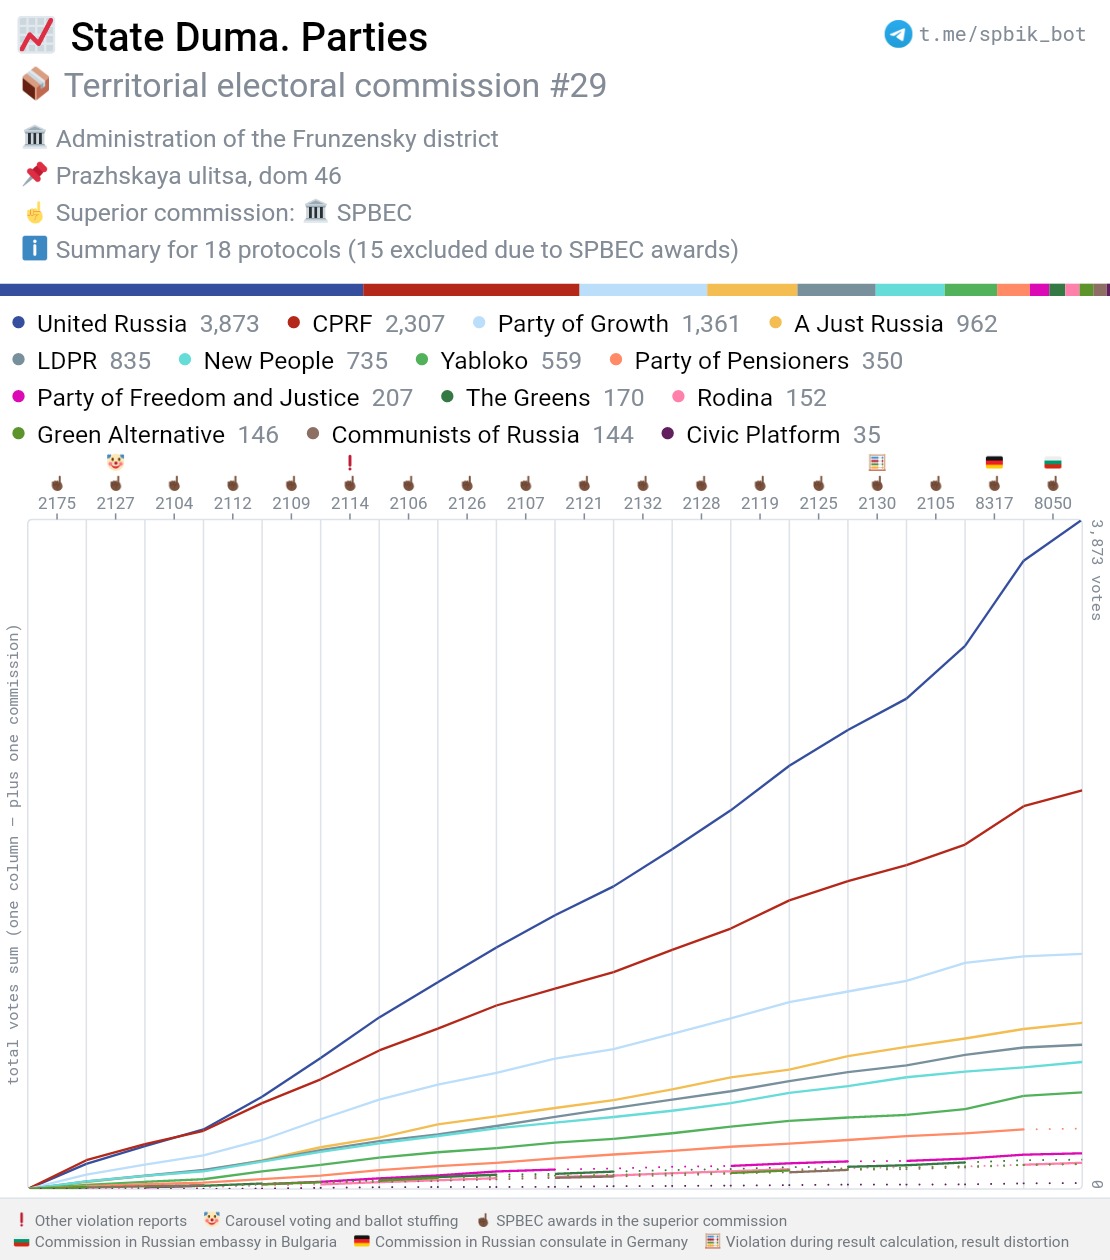 State Duma. Parties
t.me/spbik_bot
Territorial electoral commission #29
Administration of the Frunzensky district
Prazhskaya ulitsa, dom 46
Superior commission: SPBEC
Summary for 18 protocols (15 excluded due to SPBEC awards)
United Russia 3,873 CPRF 2,307 Party of Growth 1,361 A Just Russia 962
LDPR 835 New People 735 Yabloko 559 Party of Pensioners 350
Party of Freedom and Justice 207 The Greens 170 Rodina 152
Green Alternative 146 Communists of Russia 144 Civic Platform 35
2175 2127 2104 2112 2109 2114 2106 2126 2107 2121 2132 2128 2119 2125 2130 2105 8317 8050
total votes sum (one column — plus one commission)
3,873 votes
0
Other violation reports Carousel voting and ballot stuffing SPBEC awards in the superior commission
Commission in Russian embassy in Bulgaria Commission in Russian consulate in Germany Violation during result calculation, result distortion